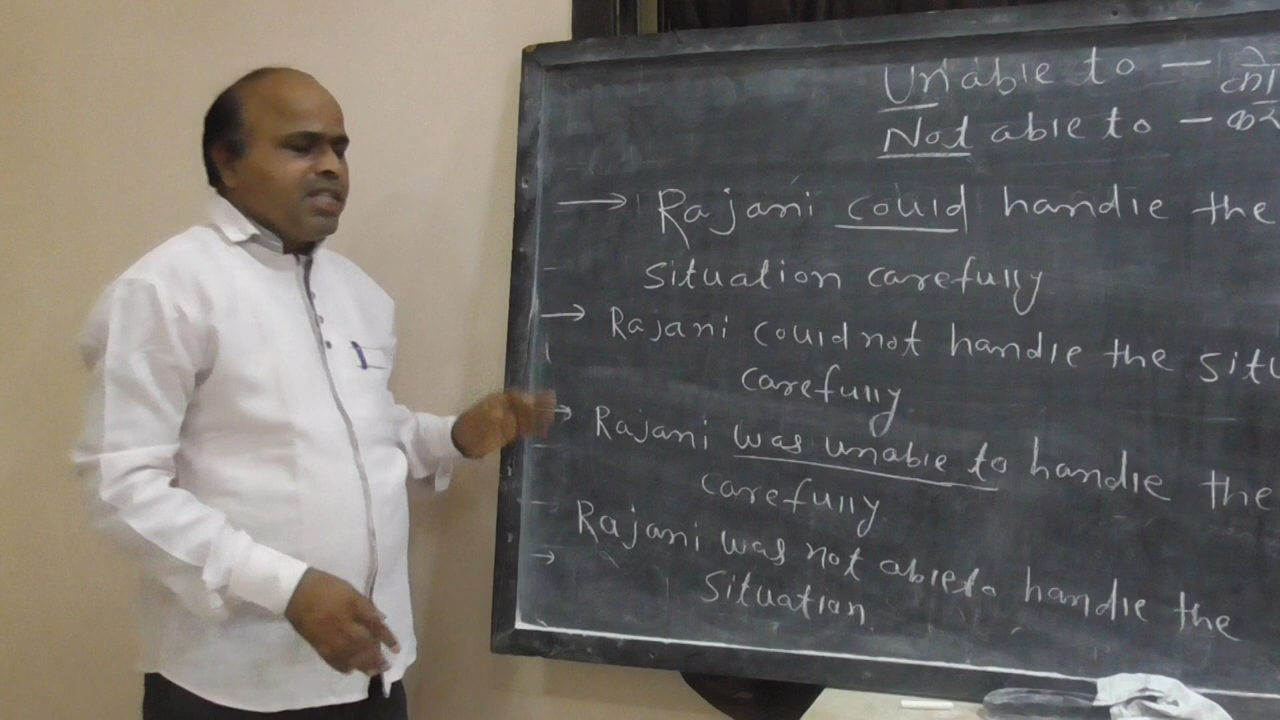 Unable to —
Not able to —
→ Rajani could handle the
situation carefully
→ Rajani could not handle the
carefully
→ Rajani was unable to handle the
carefully
Rajani was not able to handle the
→ situation.